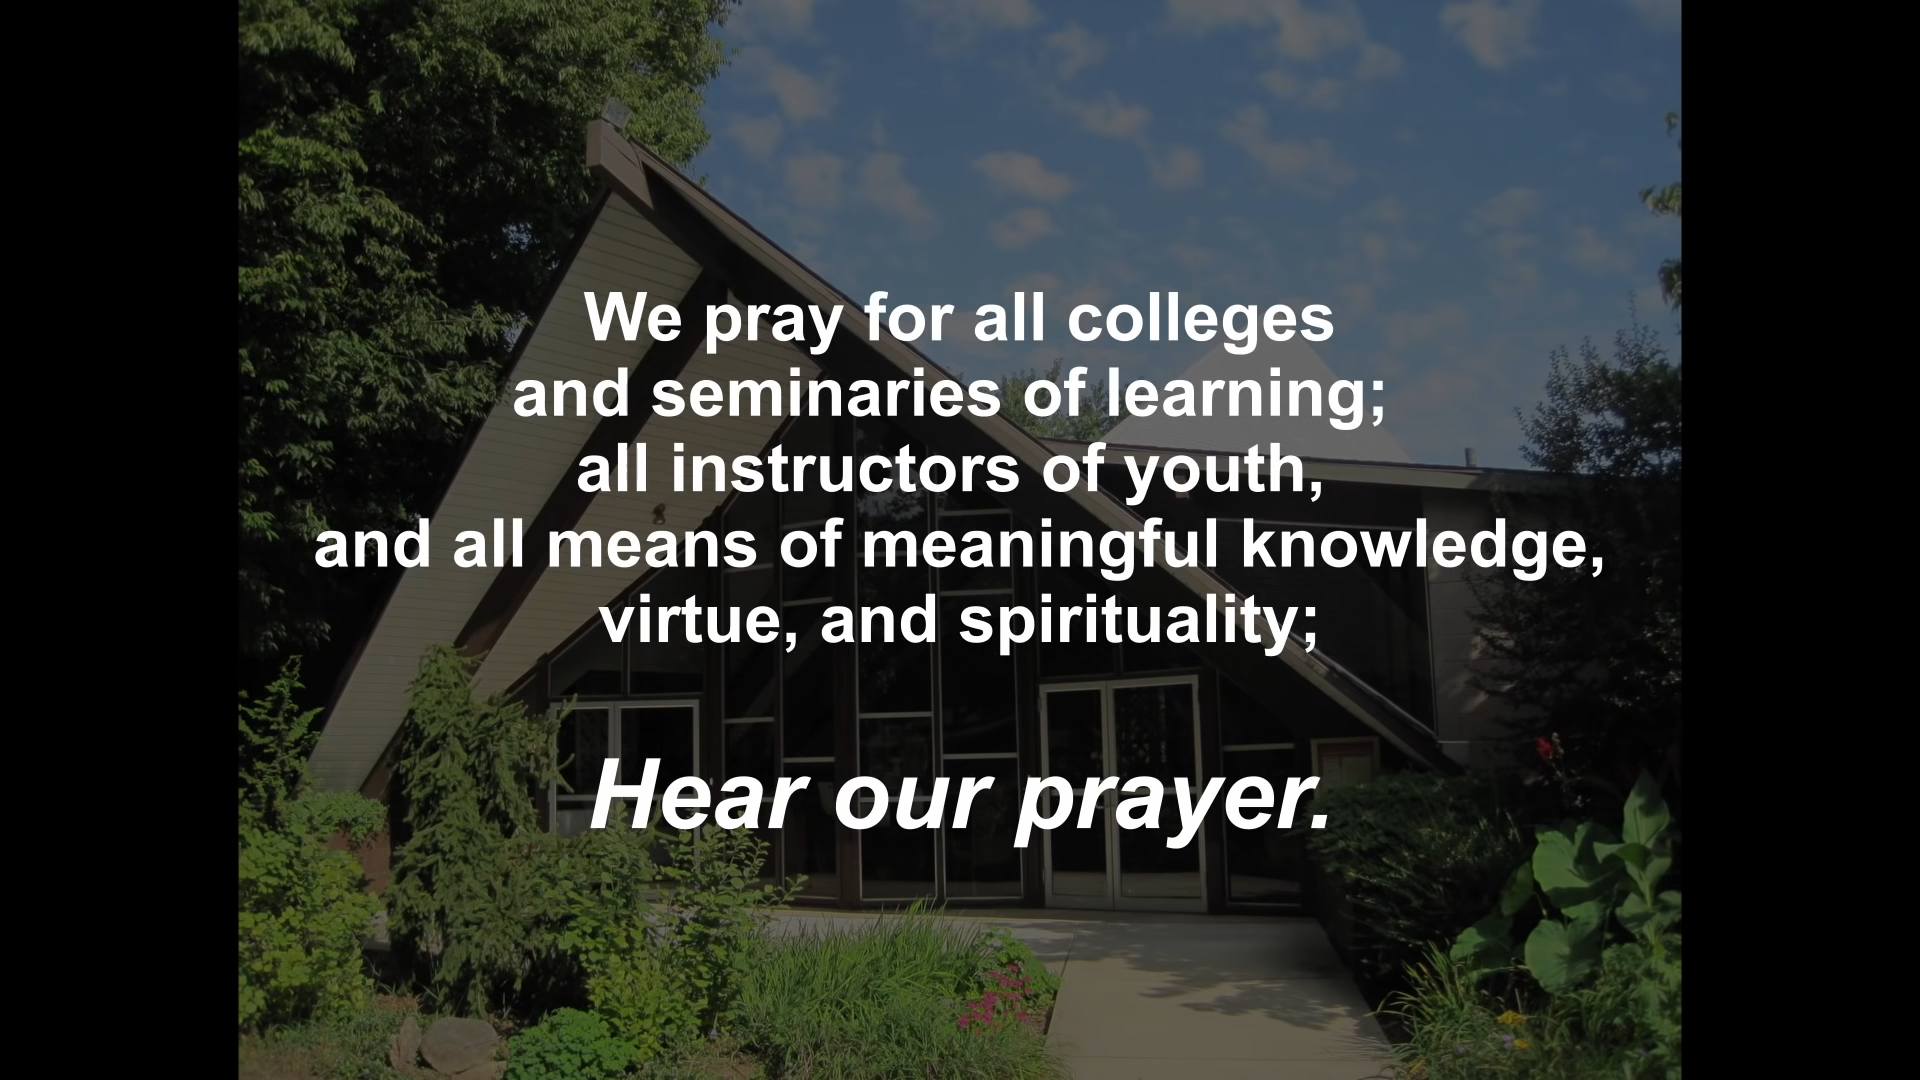 We pray for all colleges
and seminaries of learning;
all instructors of youth,
and all means of meaningful knowledge,
virtue, and spirituality;
Hear our prayer.